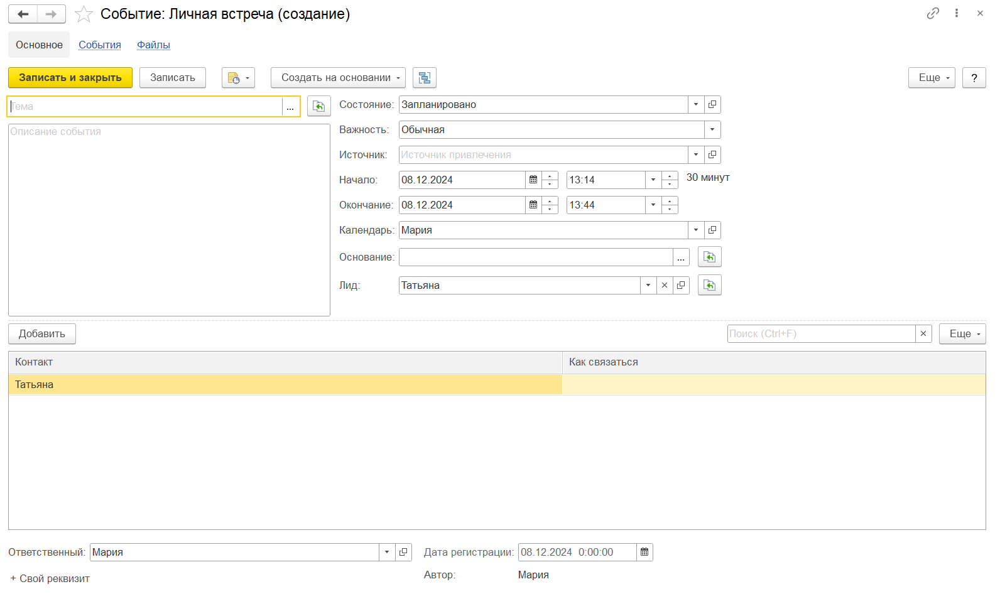 Событие: Личная встреча (создание)
Основное События Файлы
Записать и закрыть Записать Создать на основании Еще ?
Тема ...
Описание события
Состояние: Запланировано
Важность: Обычная
Источник: Источник привлечения
Начало: 08.12.2024 13:14 30 минут
Окончание: 08.12.2024 13:44
Календарь: Мария
Основание: ...
Лид: Татьяна
Добавить Поиск (Ctrl+F) Еще
Контакт Как связаться
Татьяна
Ответственный: Мария Дата регистрации: 08.12.2024 0:00:00
+ Свой реквизит Автор: Мария